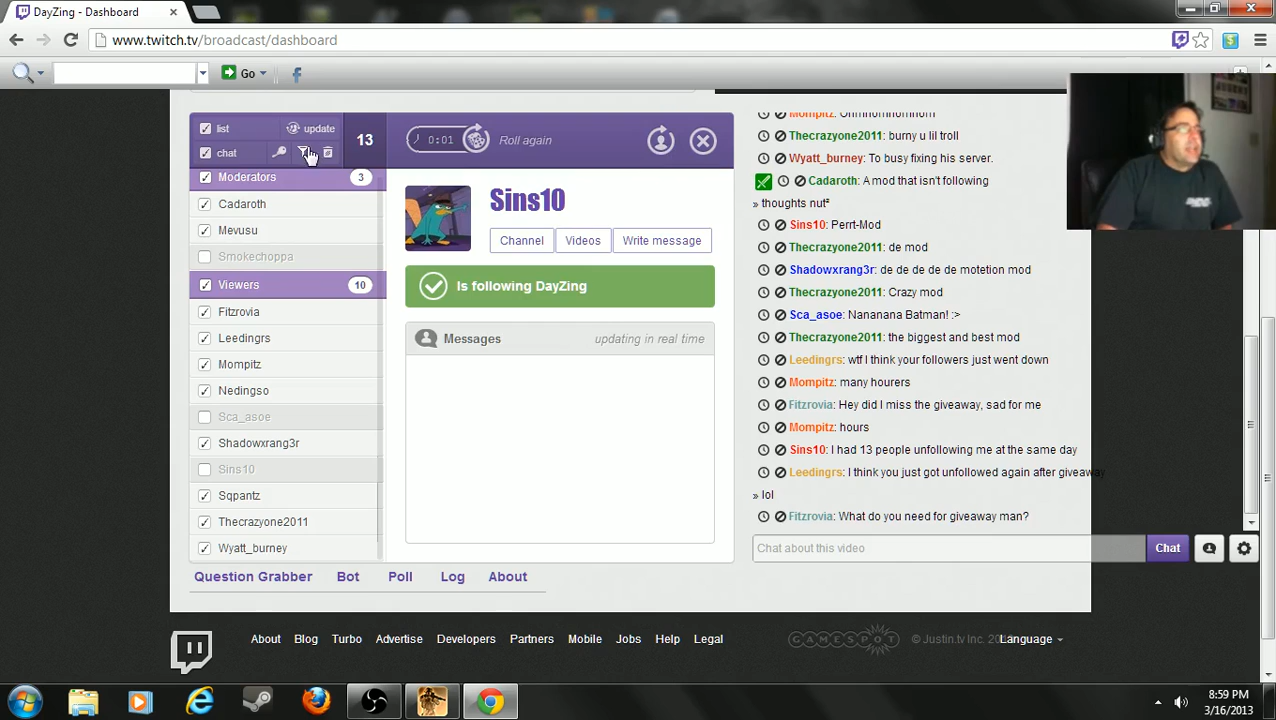 DayZing - Dashboard
www.twitch.tv/broadcast/dashboard
Go
list
update
chat
13
0:01
Roll again
Moderators 3
Cadaroth
Mevusu
Smokechoppa
Viewers 10
Fitzrovia
Leedingrs
Mompitz
Nedingso
Sca_asoe
Shadowxrang3r
Sins10
Sqpantz
Thecrazyone2011
Wyatt_burney
Sins10
Channel
Videos
Write message
Is following DayZing
Messages
updating in real time
Thecrazyone2011: burny u lil troll
Wyatt_burney: To busy fixing his server.
Cadaroth: A mod that isn't following
» thoughts nut²
Sins10: Perrt-Mod
Thecrazyone2011: de mod
Shadowxrang3r: de de de de de motetion mod
Thecrazyone2011: Crazy mod
Sca_asoe: Nananana Batman! :>
Thecrazyone2011: the biggest and best mod
Leedingrs: wtf I think your followers just went down
Mompitz: many hourers
Fitzrovia: Hey did I miss the giveaway, sad for me
Mompitz: hours
Sins10: I had 13 people unfollowing me at the same day
Leedingrs: I think you just got unfollowed again after giveaway
» lol
Fitzrovia: What do you need for giveaway man?
Chat about this video
Chat
Question Grabber Bot Poll Log About
About Blog Turbo Advertise Developers Partners Mobile Jobs Help Legal
GAMESPOT
© Justin.tv Inc.
Language
8:59 PM
3/16/2013